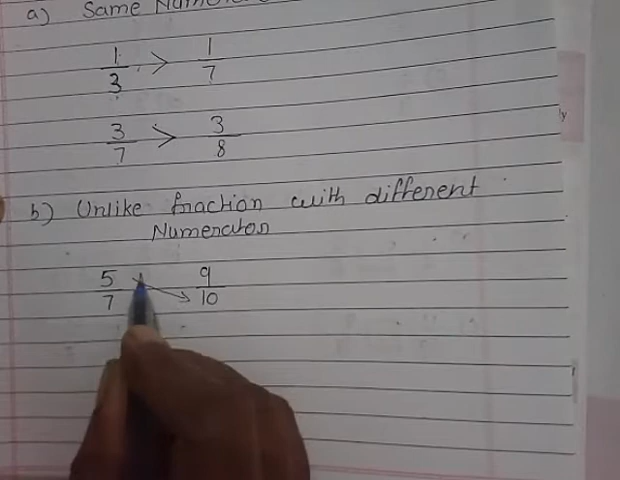 a) Same
1/3 > 1/7
3/7 > 3/8
b) Unlike fraction with different
Numerator
5/7 9/10